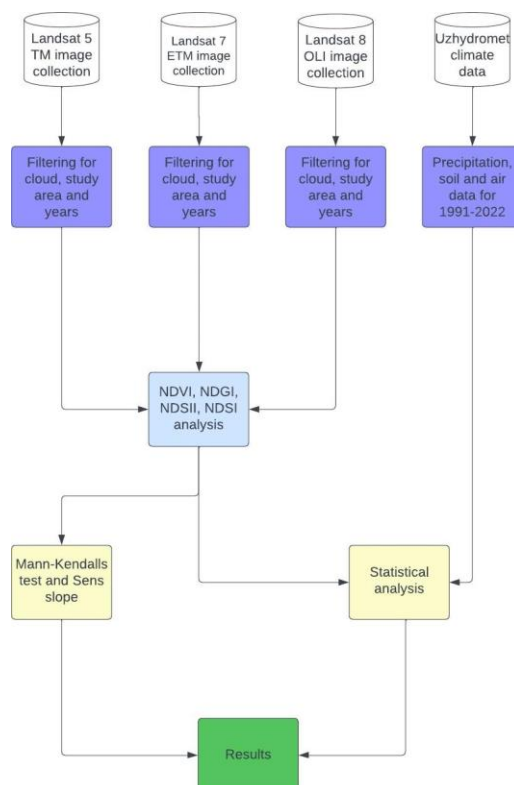 Landsat 5
TM image
collection
Landsat 7
ETM image
collection
Landsat 8
OLI image
collection
Uzhydromet
climate
data
Filtering for
cloud, study
area and
years
Filtering for
cloud, study
area and
years
Filtering for
cloud, study
area and
years
Precipitation,
soil and air
data for
1991-2022
NDVI, NDGI,
NDSII, NDSI
analysis
Mann-Kendalls
test and Sens
slope
Statistical
analysis
Results